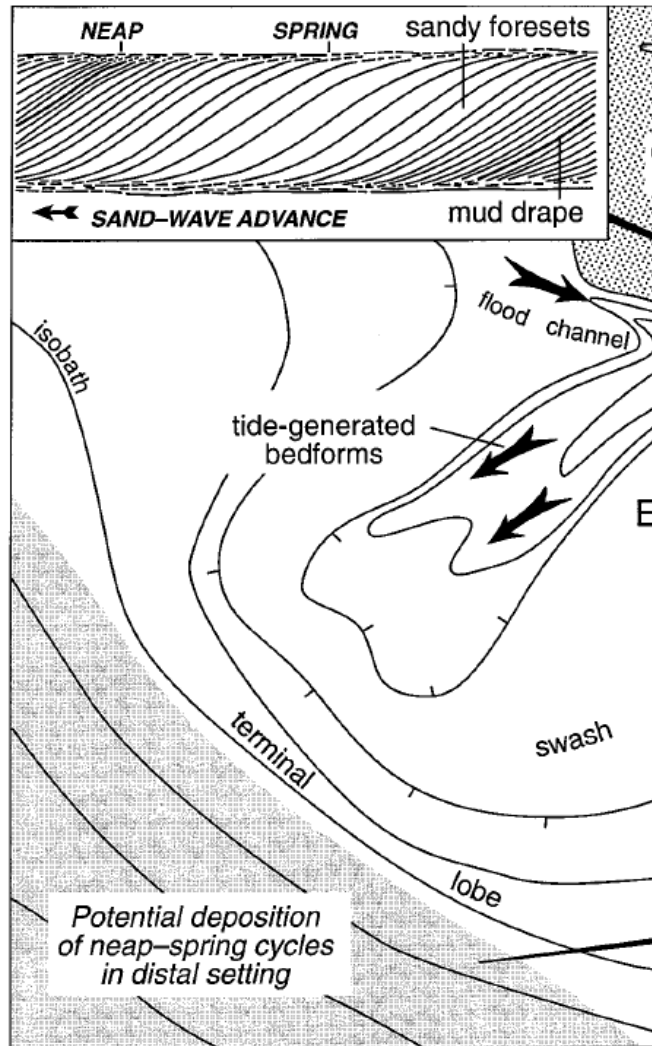 NEAP SPRING sandy foresets
SAND–WAVE ADVANCE
mud drape
flood channel
isobath
tide-generated
bedforms
E
swash
terminal
lobe
Potential deposition
of neap–spring cycles
in distal setting